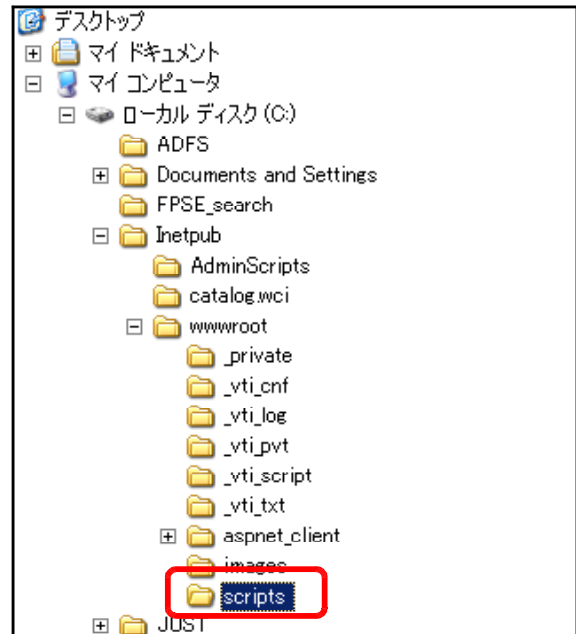 デスクトップ
マイ ドキュメント
マイ コンピュータ
ローカル ディスク (C:)
ADFS
Documents and Settings
FPSE_search
Inetpub
AdminScripts
catalog.wci
wwwroot
_private
_vti_cnf
_vti_log
_vti_pvt
_vti_script
_vti_txt
aspnet_client
images
scripts
JUST